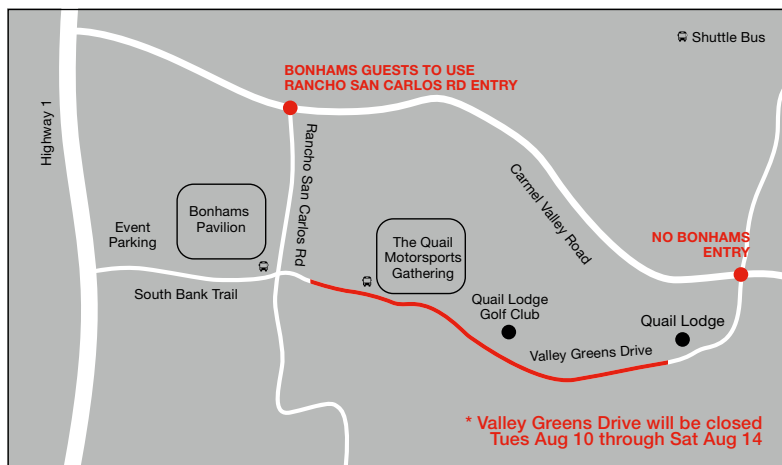 Shuttle Bus
BONHAMS GUESTS TO USE
RANCHO SAN CARLOS RD ENTRY
Highway 1
Rancho San Carlos Rd
Carmel Valley Road
Bonhams
Pavilion
Event
Parking
The Quail
Motorsports
Gathering
NO BONHAMS
ENTRY
South Bank Trail
Quail Lodge
Golf Club
Quail Lodge
Valley Greens Drive
* Valley Greens Drive will be closed
Tues Aug 10 through Sat Aug 14